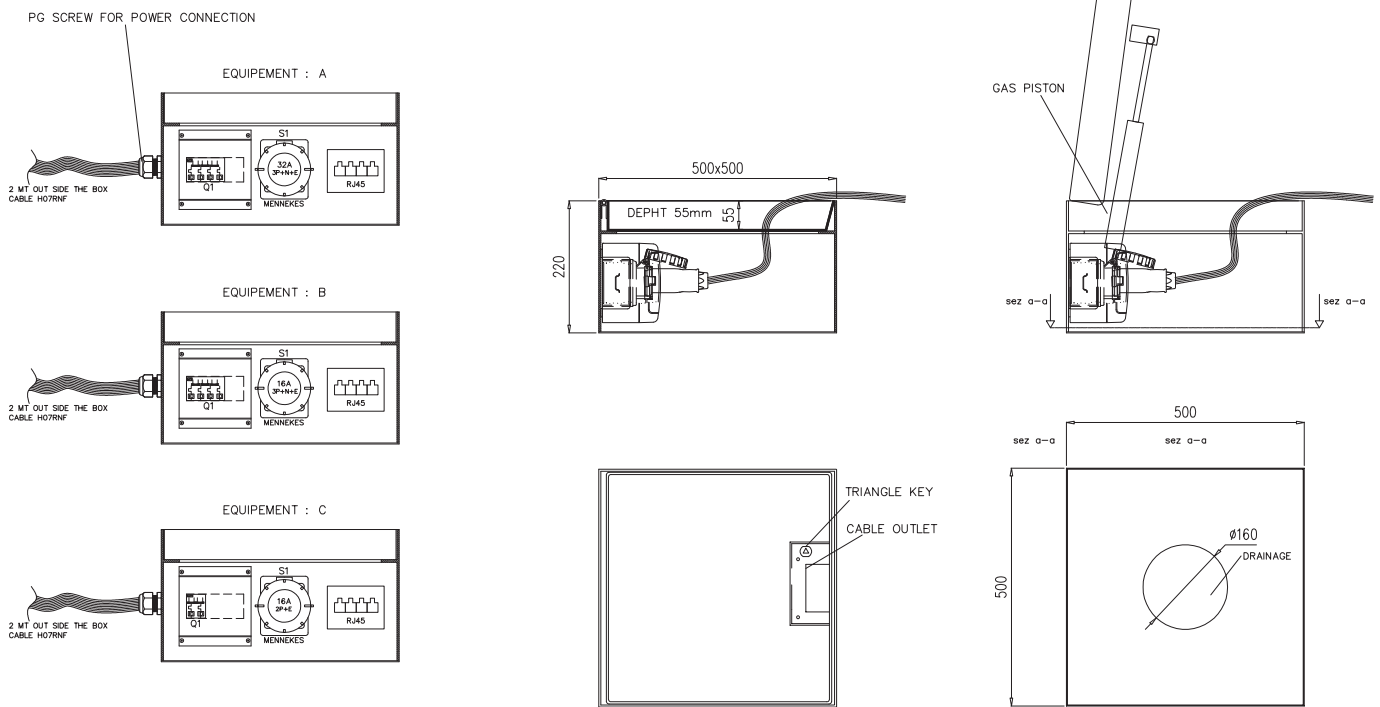 PG SCREW FOR POWER CONNECTION
EQUIPEMENT : A
S1
32A
3P+N+E
Q1
MENNEKES
RJ45
2 MT OUT SIDE THE BOX
CABLE H07RNF
EQUIPEMENT : B
S1
16A
3P+N+E
Q1
MENNEKES
RJ45
2 MT OUT SIDE THE BOX
CABLE H07RNF
EQUIPEMENT : C
S1
16A
2P+E
Q1
MENNEKES
RJ45
2 MT OUT SIDE THE BOX
CABLE H07RNF
500x500
DEPHT 55mm
55
220
TRIANGLE KEY
CABLE OUTLET
GAS PISTON
sez a-a
sez a-a
500
sez a-a
sez a-a
500
Ø160
DRAINAGE